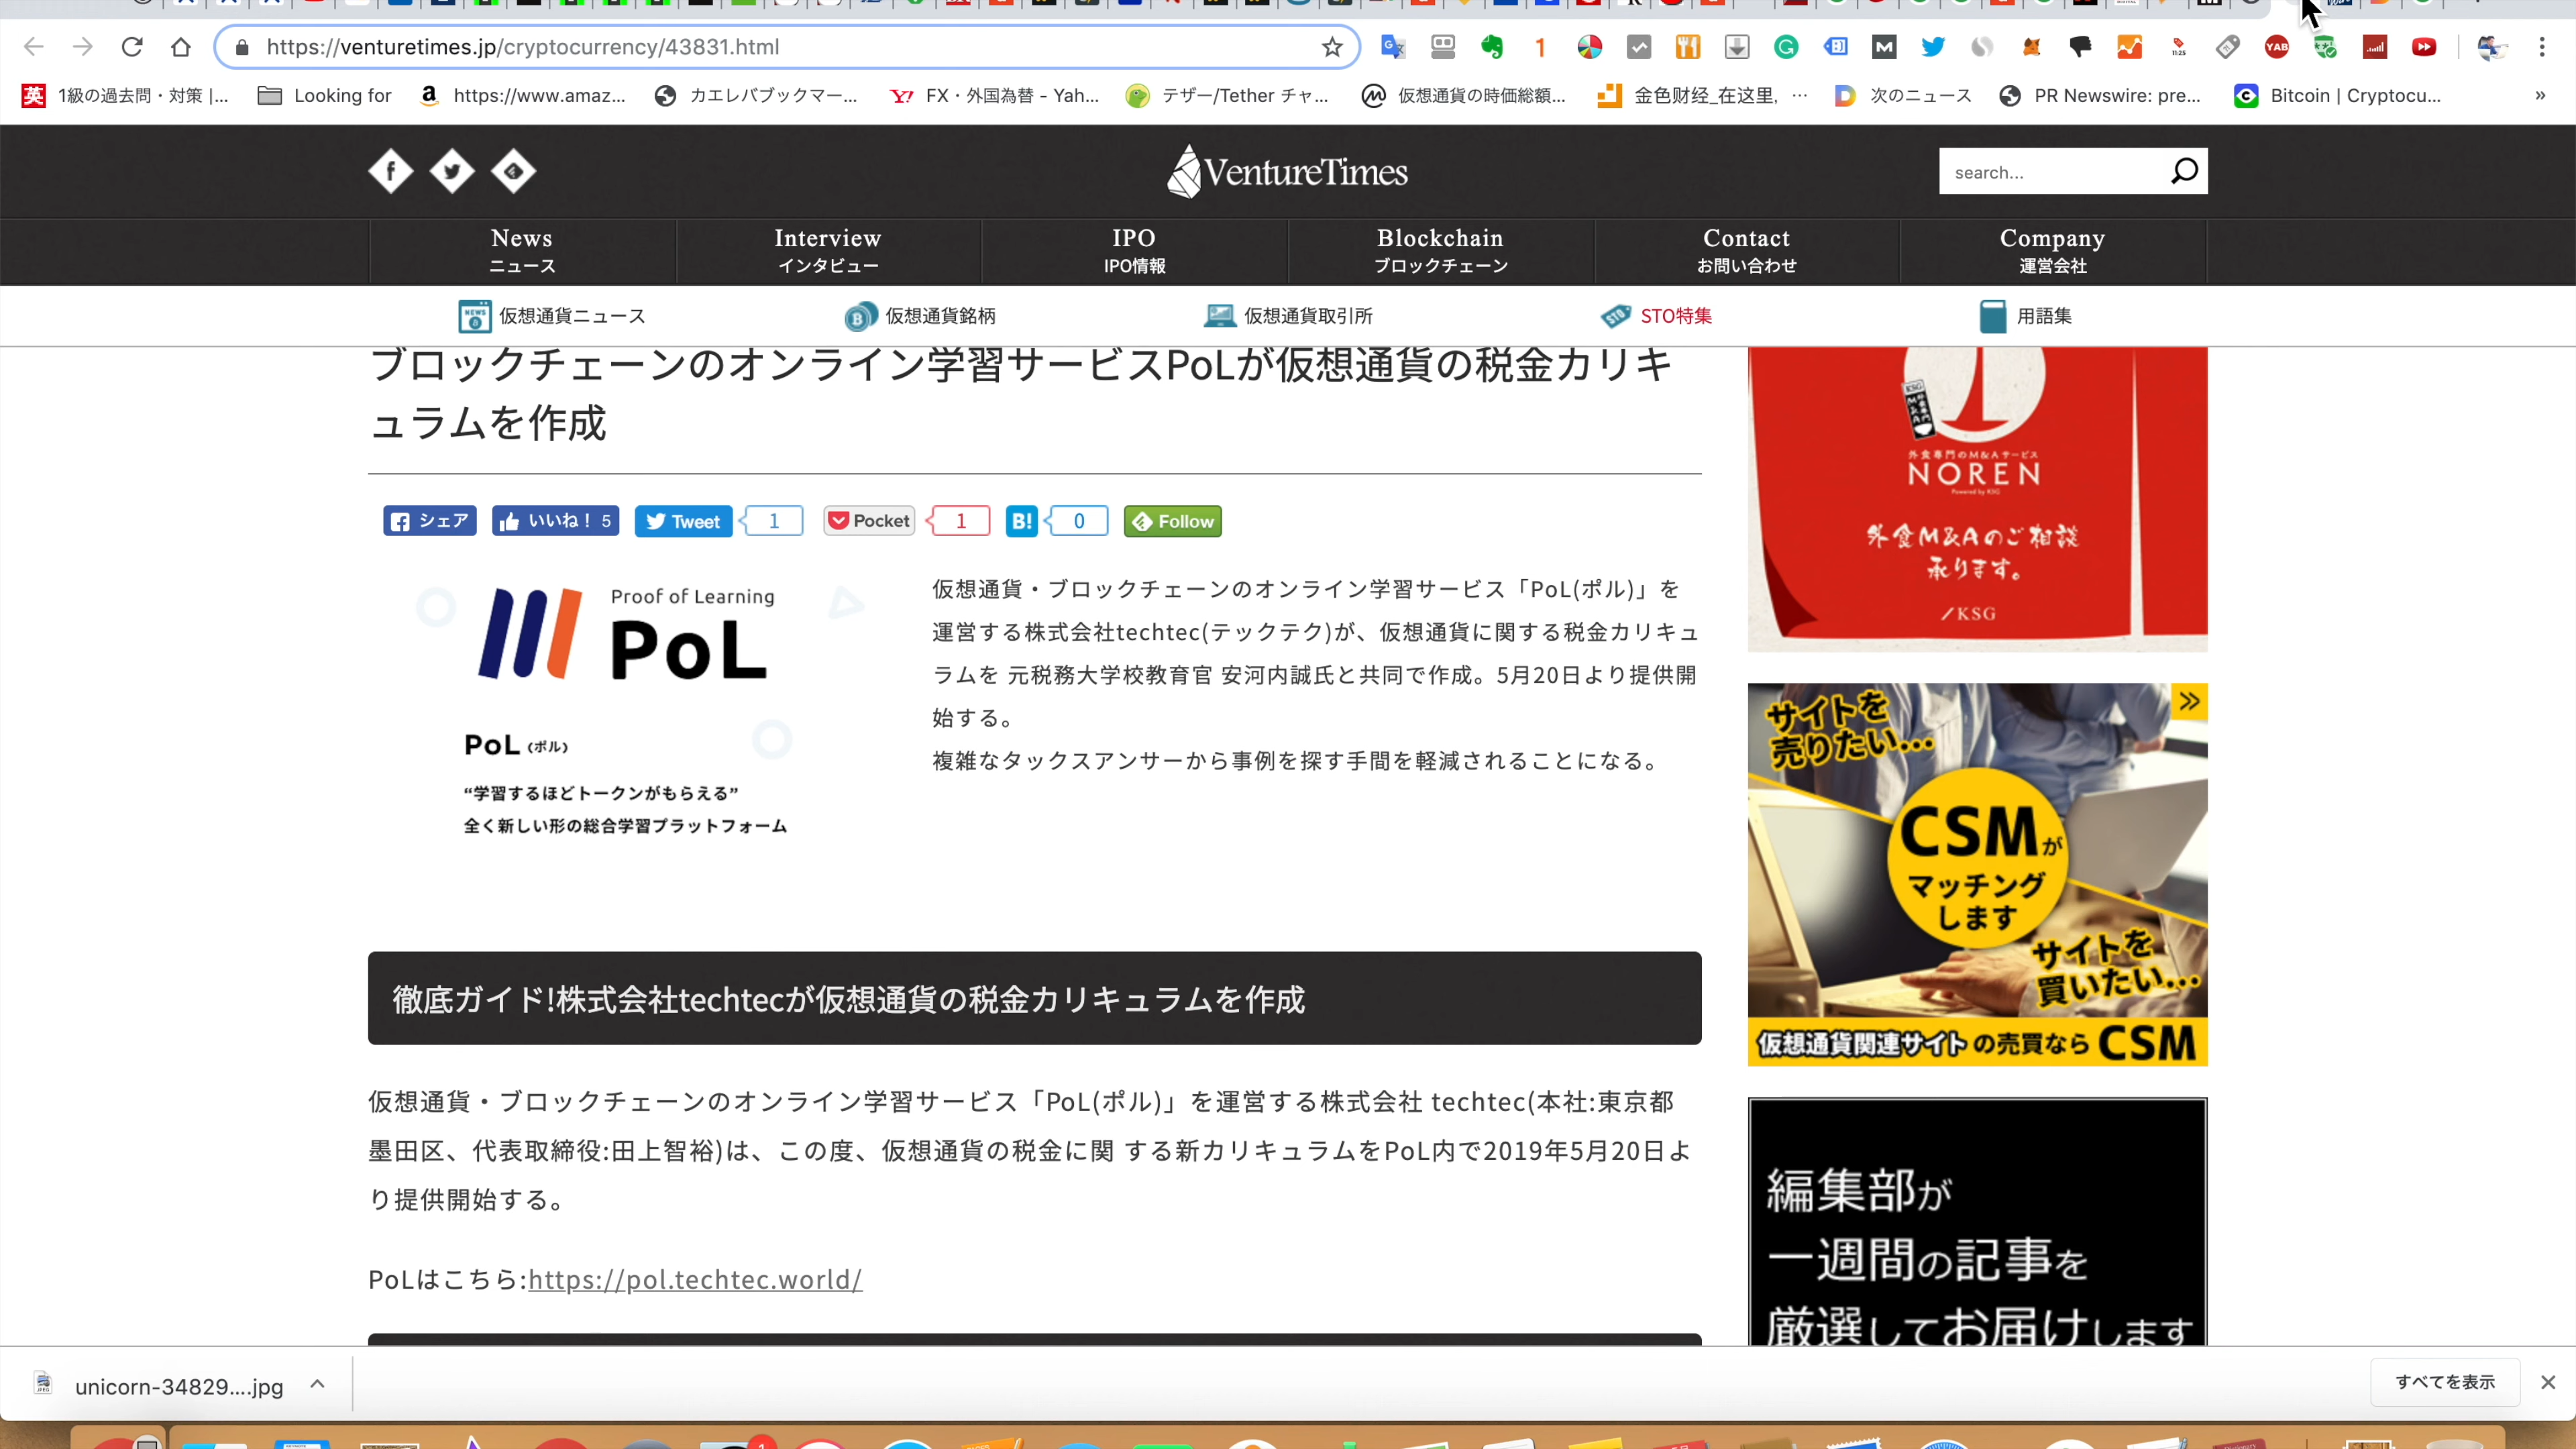 https://venturetimes.jp/cryptocurrency/43831.html
1級の過去問・対策 |...
Looking for
https://www.amaz...
カエレバブックマー...
FX・外国為替 - Yah...
テザー/Tether チャ...
仮想通貨の時価総額...
金色财经_在这里, ...
次のニュース
PR Newswire: pre...
Bitcoin | Cryptocu...
»
VentureTimes
search...
News
ニュース
Interview
インタビュー
IPO
IPO情報
Blockchain
ブロックチェーン
Contact
お問い合わせ
Company
運営会社
仮想通貨ニュース
仮想通貨銘柄
仮想通貨取引所
STO特集
用語集
ブロックチェーンのオンライン学習サービスPoLが仮想通貨の税金カリキ
ュラムを作成
シェア
いいね! 5
Tweet
1
Pocket
1
B!
0
Follow
Proof of Learning
PoL
PoL (ポル)
“学習するほどトークンがもらえる”
全く新しい形の総合学習プラットフォーム
仮想通貨・ブロックチェーンのオンライン学習サービス「PoL(ポル)」を
運営する株式会社techtec(テックテク)が、仮想通貨に関する税金カリキュ
ラムを 元税務大学校教育官 安河内誠氏と共同で作成。5月20日より提供開
始する。
複雑なタックスアンサーから事例を探す手間を軽減されることになる。
徹底ガイド!株式会社techtecが仮想通貨の税金カリキュラムを作成
仮想通貨・ブロックチェーンのオンライン学習サービス「PoL(ポル)」を運営する株式会社 techtec(本社:東京都
墨田区、代表取締役:田上智裕)は、この度、仮想通貨の税金に関 する新カリキュラムをPoL内で2019年5月20日よ
り提供開始する。
PoLはこちら:https://pol.techtec.world/
外食専門のM&Aサービス
NOREN
Powered by KSG
外食M&Aのご相談
承ります。
/KSG
サイトを
売りたい...
CSMが
マッチング
します
サイトを
買いたい...
仮想通貨関連サイトの売買なら CSM
編集部が
一週間の記事を
厳選してお届けします
unicorn-34829....jpg
すべてを表示